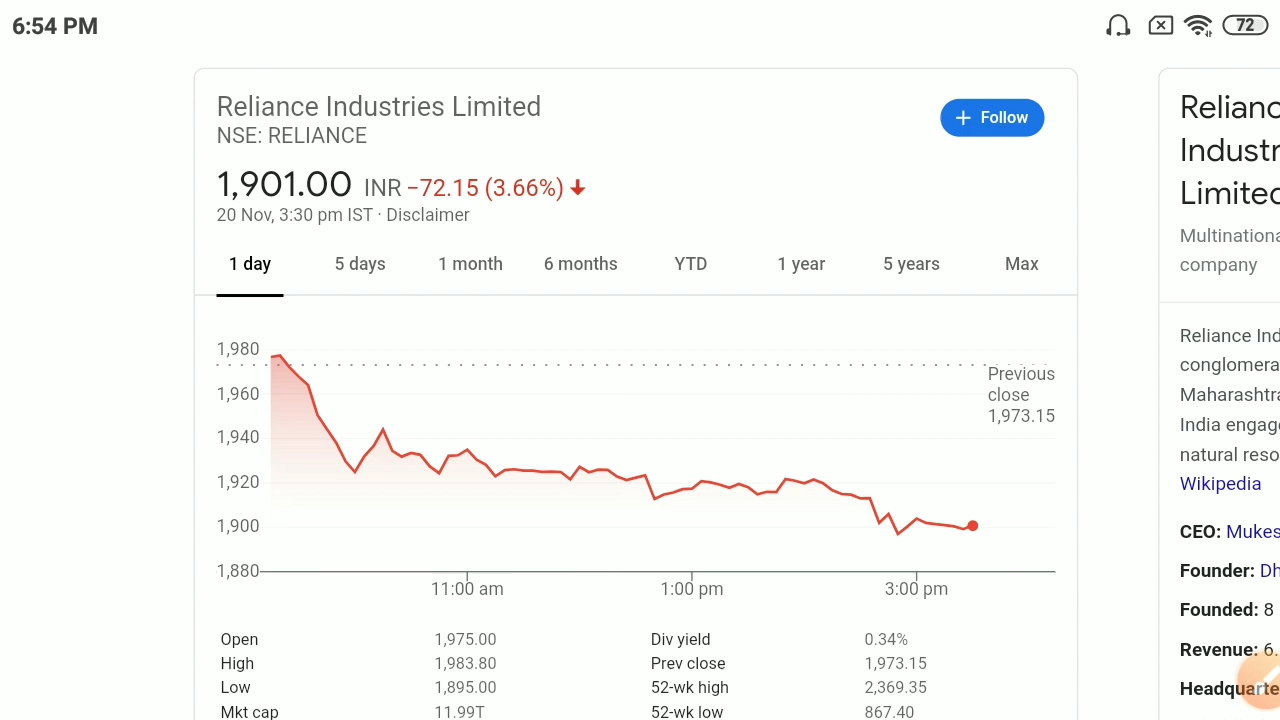 6:54 PM
72
Reliance Industries Limited
NSE: RELIANCE
+ Follow
1,901.00 INR −72.15 (3.66%)
20 Nov, 3:30 pm IST · Disclaimer
1 day 5 days 1 month 6 months YTD 1 year 5 years Max
1,980
1,960
1,940
1,920
1,900
1,880
Previous
close
1,973.15
11:00 am 1:00 pm 3:00 pm
Open 1,975.00 Div yield 0.34%
High 1,983.80 Prev close 1,973.15
Low 1,895.00 52-wk high 2,369.35
Mkt cap 11.99T 52-wk low 867.40
Relianc
Industr
Limited
Multinationa
company
Reliance Ind
conglomera
Maharashtra
India engage
natural reso
Wikipedia
CEO: Mukes
Founder: Dh
Founded: 8
Revenue: 6.
Headquarte